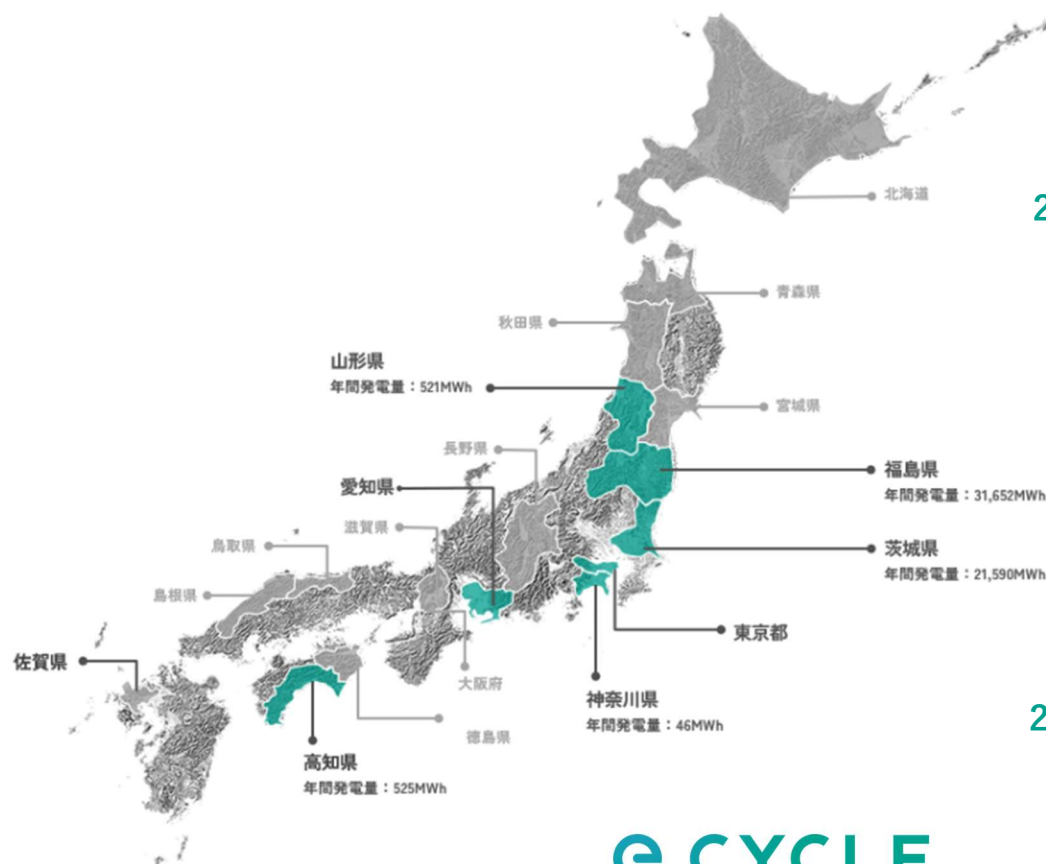 北海道
2
青森県
秋田県
山形県
年間発電量：521MWh
宮城県
長野県
愛知県
福島県
年間発電量：31,652MWh
滋賀県
鳥取県
茨城県
年間発電量：21,590MWh
島根県
東京都
佐賀県
大阪府
神奈川県
年間発電量：46MWh
2
徳島県
高知県
年間発電量：525MWh
e CYCLE